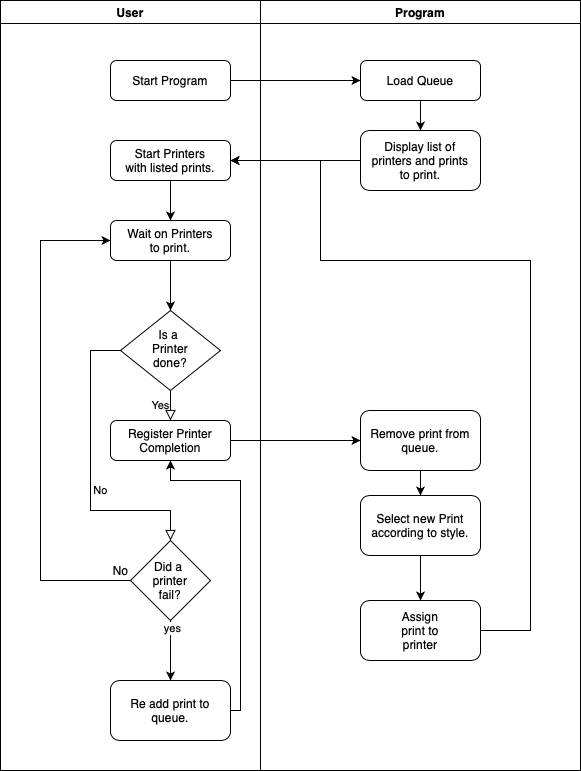 User
Program
Start Program
Load Queue
Start Printers
with listed prints.
Display list of
printers and prints
to print.
Wait on Printers
to print.
Is a
Printer
done?
Yes
Register Printer
Completion
Remove print from
queue.
No
Select new Print
according to style.
No
Did a
printer
fail?
yes
Assign
print to
printer
Re add print to
queue.